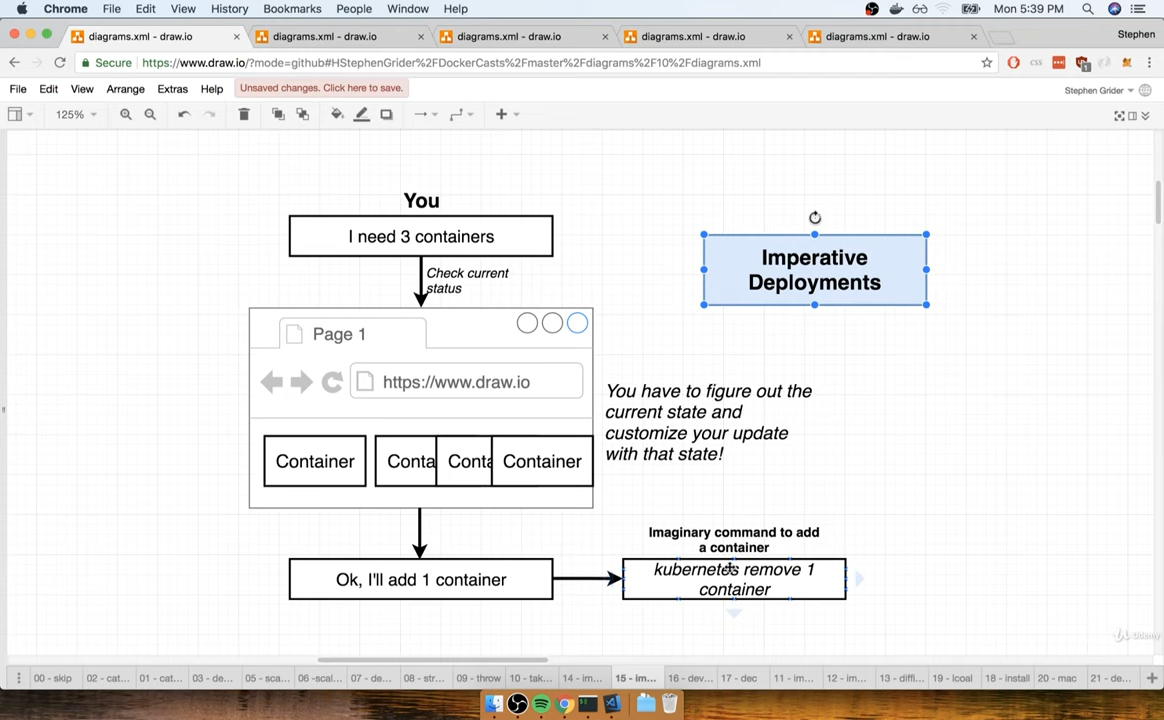 Chrome File Edit View History Bookmarks People Window Help Mon 5:39 PM
diagrams.xml - draw.io diagrams.xml - draw.io diagrams.xml - draw.io diagrams.xml - draw.io diagrams.xml - draw.io Stephen
Secure https://www.draw.io/?mode=github#HStephenGrider%2FDockerCasts%2Fmaster%2Fdiagrams%2F10%2Fdiagrams.xml
File Edit View Arrange Extras Help Unsaved changes. Click here to save. Stephen Grider
125%
You
I need 3 containers
Check current
status
Imperative
Deployments
Page 1
https://www.draw.io
You have to figure out the
current state and
customize your update
with that state!
Container Conta Conta Container
Imaginary command to add
a container
Ok, I'll add 1 container
kubernetes remove 1
container
Udemy
00 - skip 02 - cat... 01 - cat... 03 - de... 05 - sca... 06 -scal... 07 - de... 08 - str... 09 - throw 10 - tak... 14 - im... 15 - im... 16 - dev... 17 - dec 11 - im... 12 - im... 13 - diffi... 19 - lcoal 18 - install 20 - mac 21 - de...